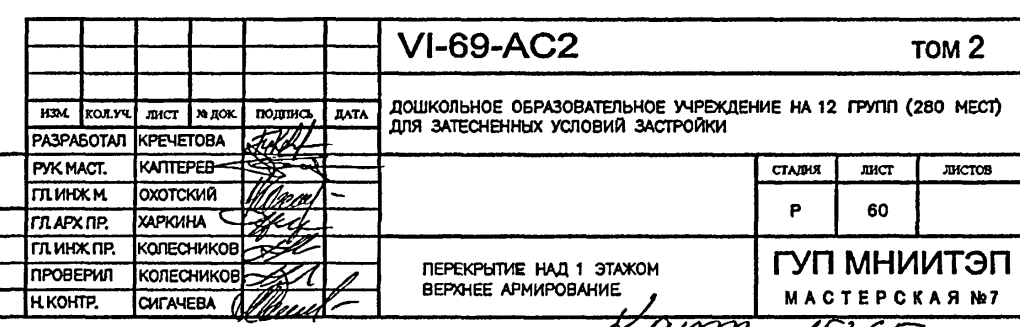 VI-69-АС2 ТОМ 2
ИЗМ. КОЛ.УЧ. ЛИСТ № ДОК. ПОДПИСЬ ДАТА
ДОШКОЛЬНОЕ ОБРАЗОВАТЕЛЬНОЕ УЧРЕЖДЕНИЕ НА 12 ГРУПП (280 МЕСТ)
ДЛЯ ЗАТЕСНЕННЫХ УСЛОВИЙ ЗАСТРОЙКИ
РАЗРАБОТАЛ КРЕЧЕТОВА
РУК. МАСТ. КАПТЕРЕВ
ГЛ.ИНЖ М. ОХОТСКИЙ
ГЛ.АРХ ПР. ХАРКИНА
ГЛ.ИНЖ ПР. КОЛЕСНИКОВ
ПРОВЕРИЛ КОЛЕСНИКОВ
Н.КОНТР. СИГАЧЕВА
СТАДИЯ ЛИСТ ЛИСТОВ
Р 60
ПЕРЕКРЫТИЕ НАД 1 ЭТАЖОМ
ВЕРХНЕЕ АРМИРОВАНИЕ
ГУП МНИИТЭП
МАСТЕРСКАЯ №7